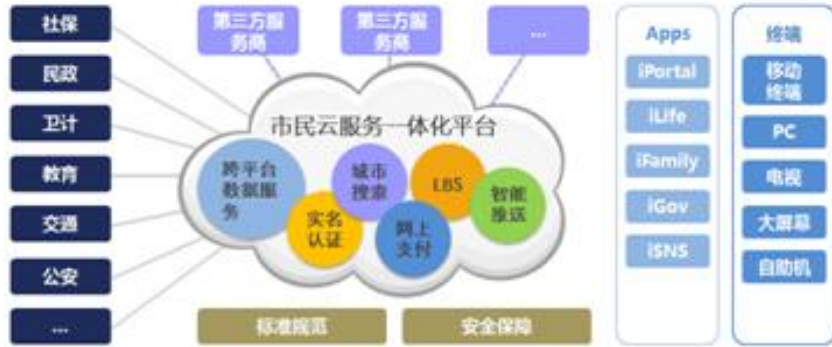 社保
民政
卫计
教育
交通
公安
...
第三方服
务商
第三方服
务商
...
市民云服务一体化平台
跨平台
数据服
务
实名
认证
城市
搜索
网上
支付
LBS
智能
推送
标准规范
安全保障
Apps
iPortal
iLife
iFamily
iGov
iSNS
终端
移动
终端
PC
电视
大屏幕
自助机